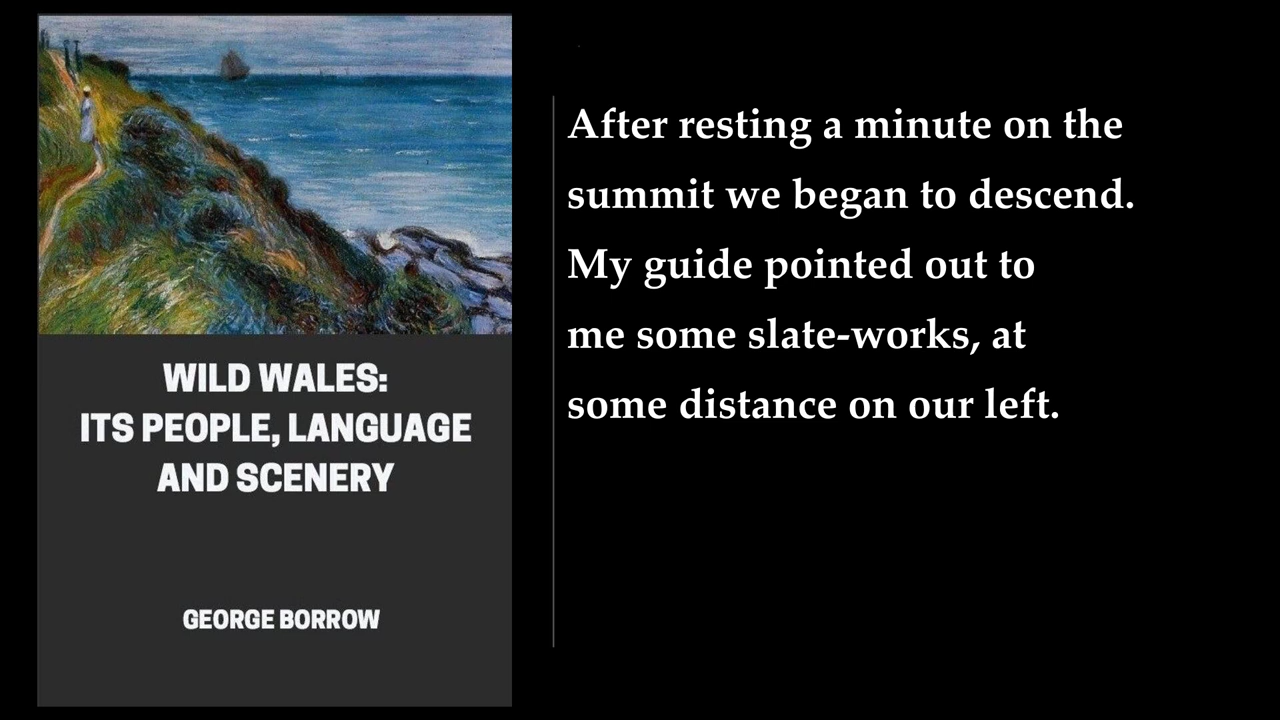 WILD WALES:
ITS PEOPLE, LANGUAGE
AND SCENERY
GEORGE BORROW
After resting a minute on the
summit we began to descend.
My guide pointed out to
me some slate-works, at
some distance on our left.